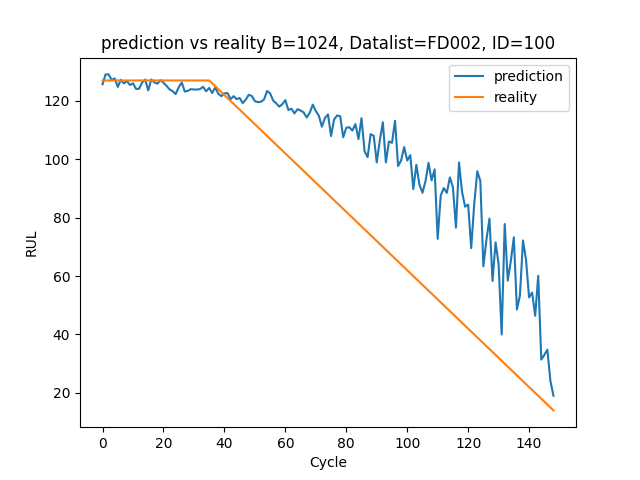 prediction vs reality B=1024, Datalist=FD002, ID=100
prediction
reality
RUL
120
100
80
60
40
20
0 20 40 60 80 100 120 140
Cycle